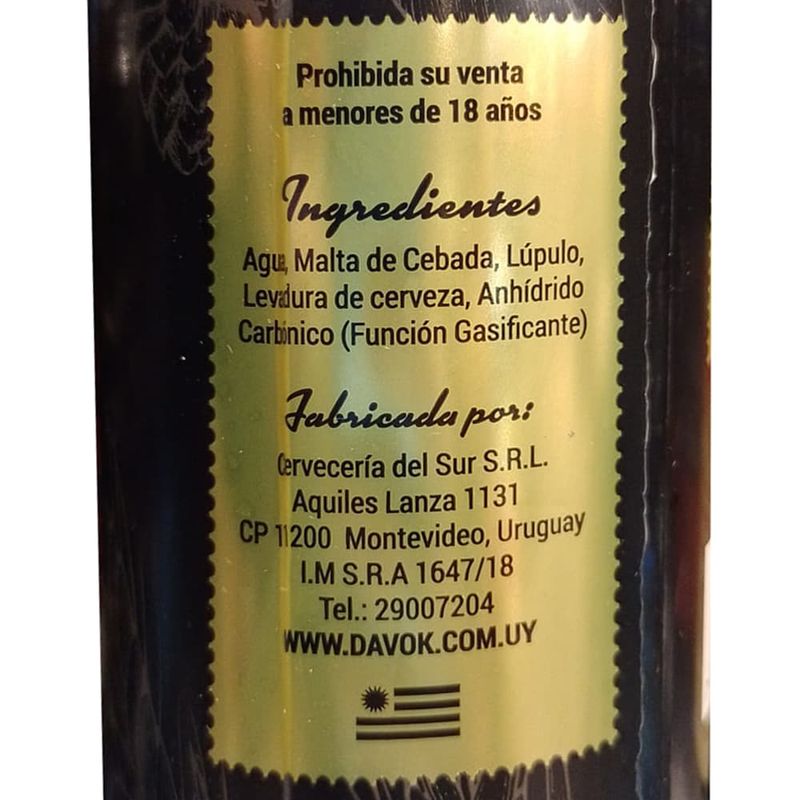 Prohibida su venta
a menores de 18 años
Ingredientes
Agua, Malta de Cebada, Lúpulo,
Levadura de cerveza, Anhídrido
Carbónico (Función Gasificante)
Fabricada por:
Cervecería del Sur S.R.L.
Aquiles Lanza 1131
CP 11200 Montevideo, Uruguay
I.M S.R.A 1647/18
Tel.: 29007204
WWW.DAVOK.COM.UY